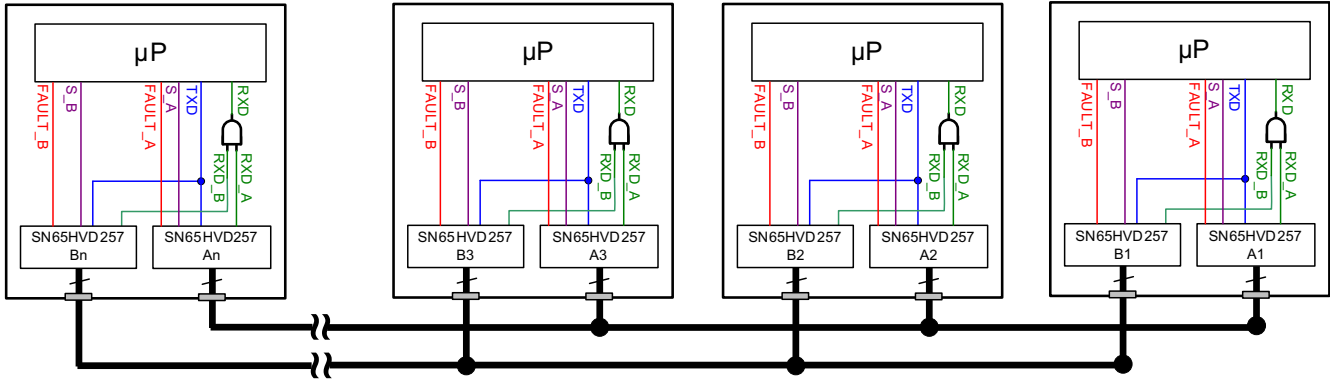 µP
FAULT_B
S_B
FAULT_A
S_A
TXD
RXD
RXD_B
RXD_A
SN65HVD257
Bn
SN65HVD257
An
µP
FAULT_B
S_B
FAULT_A
S_A
TXD
RXD
RXD_B
RXD_A
SN65HVD257
B3
SN65HVD257
A3
µP
FAULT_B
S_B
FAULT_A
S_A
TXD
RXD
RXD_B
RXD_A
SN65HVD257
B2
SN65HVD257
A2
µP
FAULT_B
S_B
FAULT_A
S_A
TXD
RXD
RXD_B
RXD_A
SN65HVD257
B1
SN65HVD257
A1